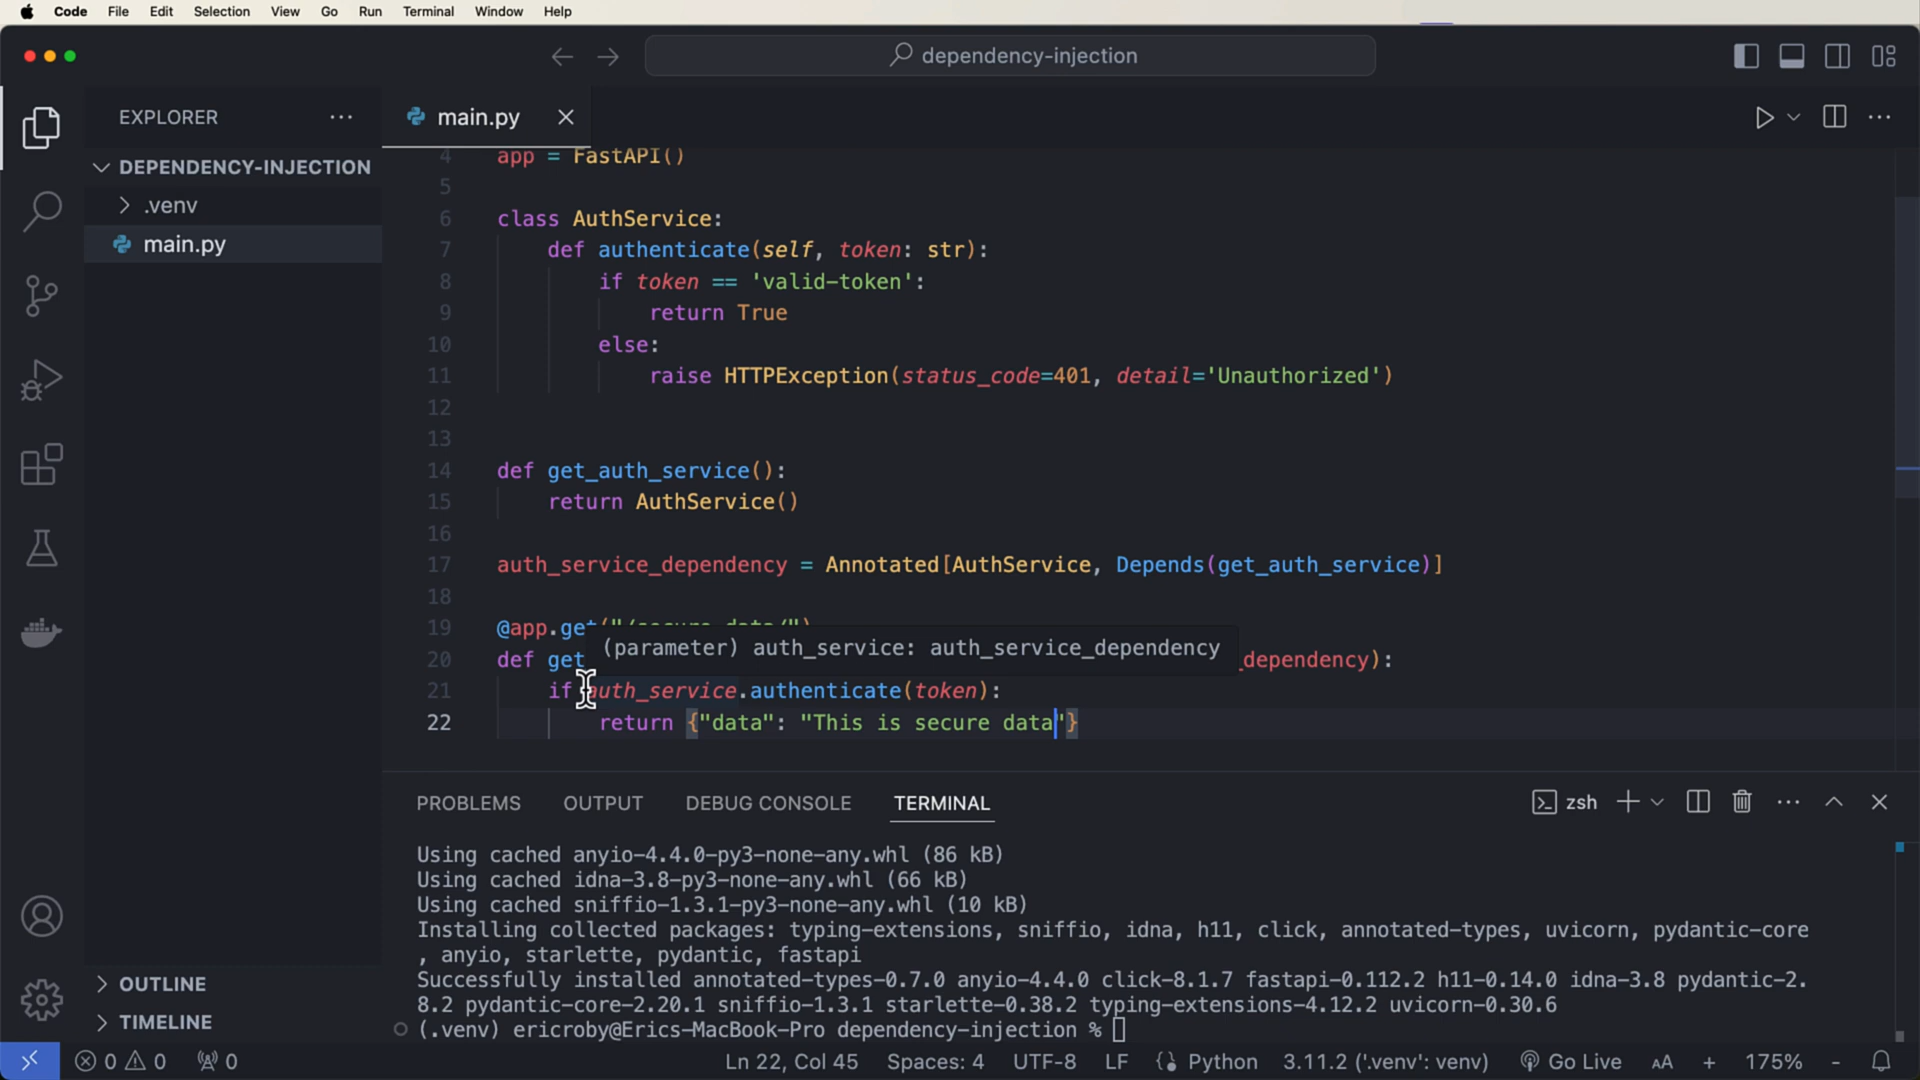 Code File Edit Selection View Go Run Terminal Window Help
dependency-injection
EXPLORER
main.py
DEPENDENCY-INJECTION
.venv
main.py
4 app = FastAPI()
5
6 class AuthService:
7 def authenticate(self, token: str):
8 if token == 'valid-token':
9 return True
10 else:
11 raise HTTPException(status_code=401, detail='Unauthorized')
12
13
14 def get_auth_service():
15 return AuthService()
16
17 auth_service_dependency = Annotated[AuthService, Depends(get_auth_service)]
18
19 @app.get("/secure-data/")
(parameter) auth_service: auth_service_dependency
20 def get _dependency):
21 if auth_service.authenticate(token):
22 return {"data": "This is secure data"}
PROBLEMS OUTPUT DEBUG CONSOLE TERMINAL
zsh
Using cached anyio-4.4.0-py3-none-any.whl (86 kB)
Using cached idna-3.8-py3-none-any.whl (66 kB)
Using cached sniffio-1.3.1-py3-none-any.whl (10 kB)
Installing collected packages: typing-extensions, sniffio, idna, h11, click, annotated-types, uvicorn, pydantic-core
, anyio, starlette, pydantic, fastapi
Successfully installed annotated-types-0.7.0 anyio-4.4.0 click-8.1.7 fastapi-0.112.2 h11-0.14.0 idna-3.8 pydantic-2.
8.2 pydantic-core-2.20.1 sniffio-1.3.1 starlette-0.38.2 typing-extensions-4.12.2 uvicorn-0.30.6
(.venv) ericroby@Erics-MacBook-Pro dependency-injection %
OUTLINE
TIMELINE
0 0 0
Ln 22, Col 45 Spaces: 4 UTF-8 LF Python 3.11.2 ('.venv': venv) Go Live AA + 175% -